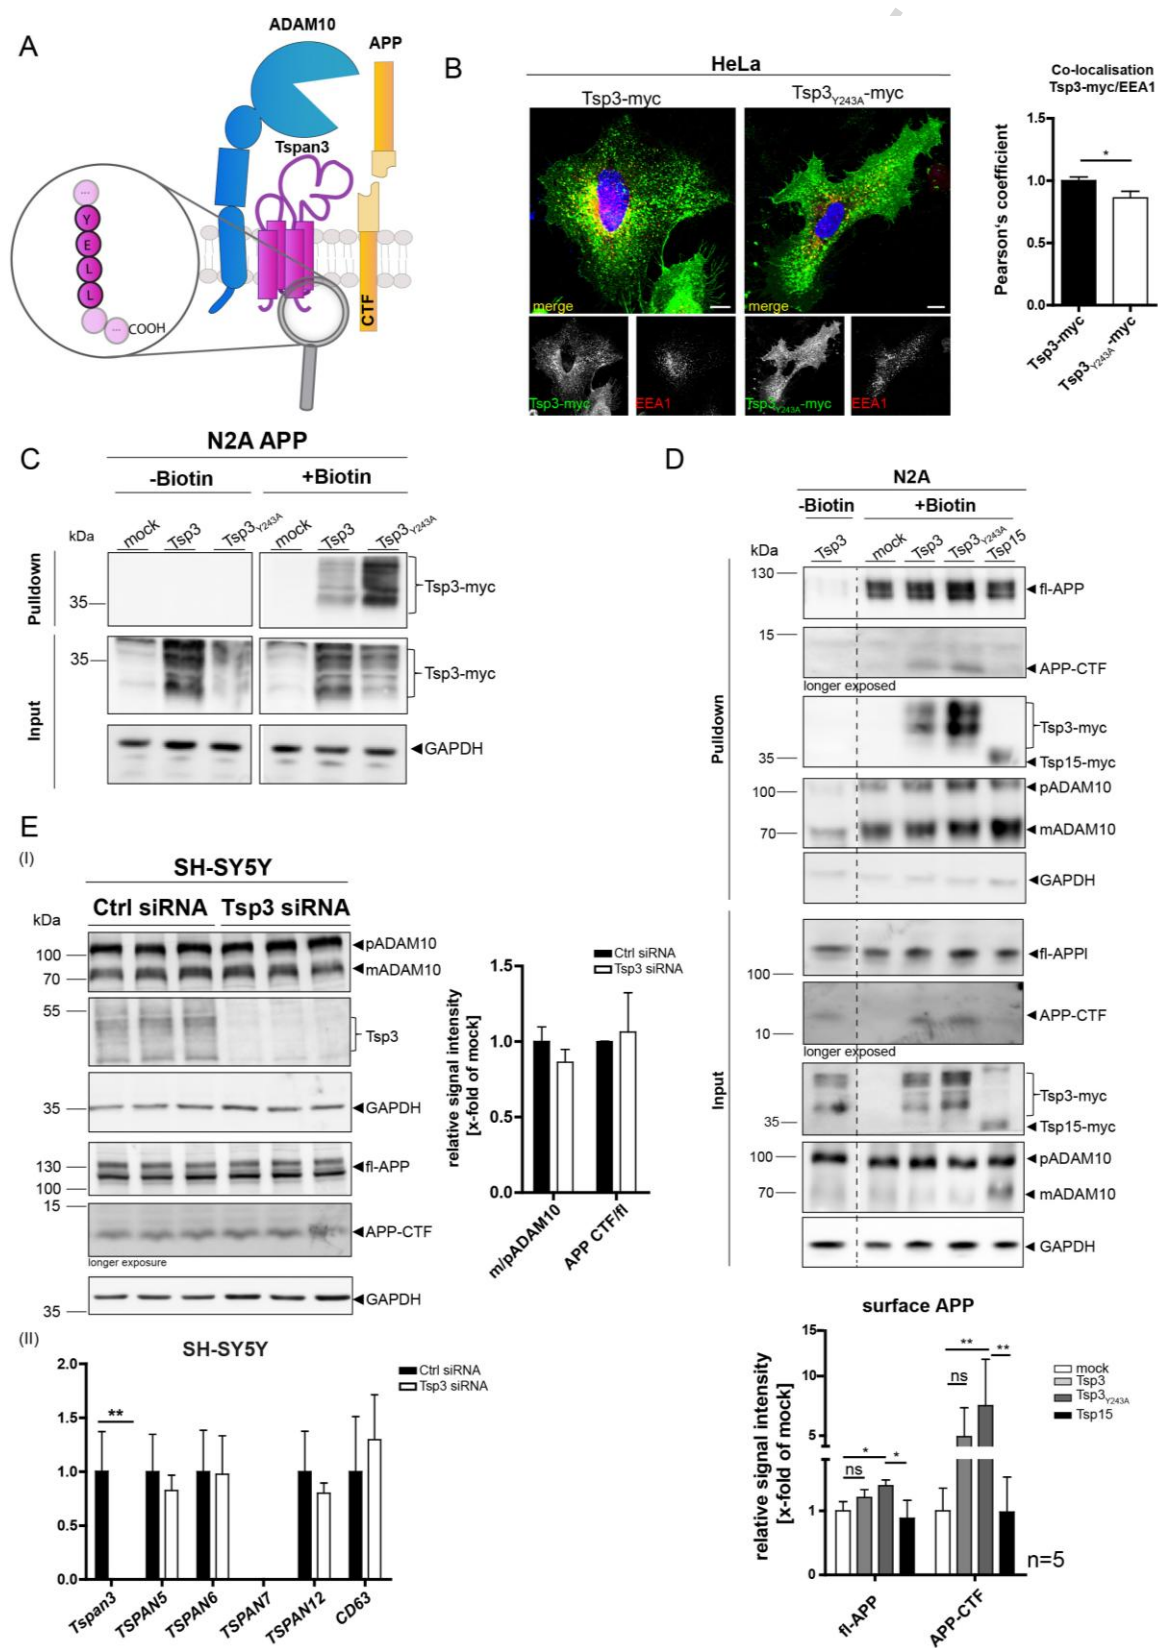 A
ADAM10
APP
Tspan3
...
Y
E
L
L
...
COOH
CTF
B
HeLa
Tsp3-myc
Tsp3Y243A-myc
merge
merge
Tsp3-myc
EEA1
Tsp3Y243A-myc
EEA1
Co-localisation
Tsp3-myc/EEA1
Pearson's coefficient
1.5
1.0
0.5
0.0
*
Tsp3-myc
Tsp3Y243A-myc
C
N2A APP
-Biotin
+Biotin
kDa
mock
Tsp3
Tsp3Y243A
mock
Tsp3
Tsp3Y243A
Pulldown
35
Tsp3-myc
Input
35
Tsp3-myc
GAPDH
D
N2A
-Biotin
+Biotin
kDa
Tsp3
mock
Tsp3
Tsp3Y243A
Tsp15
Pulldown
130
fl-APP
15
APP-CTF
longer exposed
Tsp3-myc
35
Tsp15-myc
100
pADAM10
70
mADAM10
GAPDH
Input
fl-APPI
100
APP-CTF
10
longer exposed
Tsp3-myc
35
Tsp15-myc
100
pADAM10
70
mADAM10
GAPDH
surface APP
relative signal intensity
[x-fold of mock]
15
10
5
1
0
ns
*
*
ns
**
**
mock
Tsp3
Tsp3Y243A
Tsp15
n=5
fl-APP
APP-CTF
E
(I)
SH-SY5Y
Ctrl siRNA
Tsp3 siRNA
kDa
pADAM10
100
mADAM10
70
55
Tsp3
35
GAPDH
130
fl-APP
100
15
APP-CTF
longer exposure
GAPDH
35
relative signal intensity
[x-fold of mock]
1.5
1.0
0.5
0.0
Ctrl siRNA
Tsp3 siRNA
m/pADAM10
APP CTF/fl
(II)
SH-SY5Y
2.0
1.5
1.0
0.5
0.0
**
Ctrl siRNA
Tsp3 siRNA
Tspan3
TSPAN5
TSPAN6
TSPAN7
TSPAN12
CD63